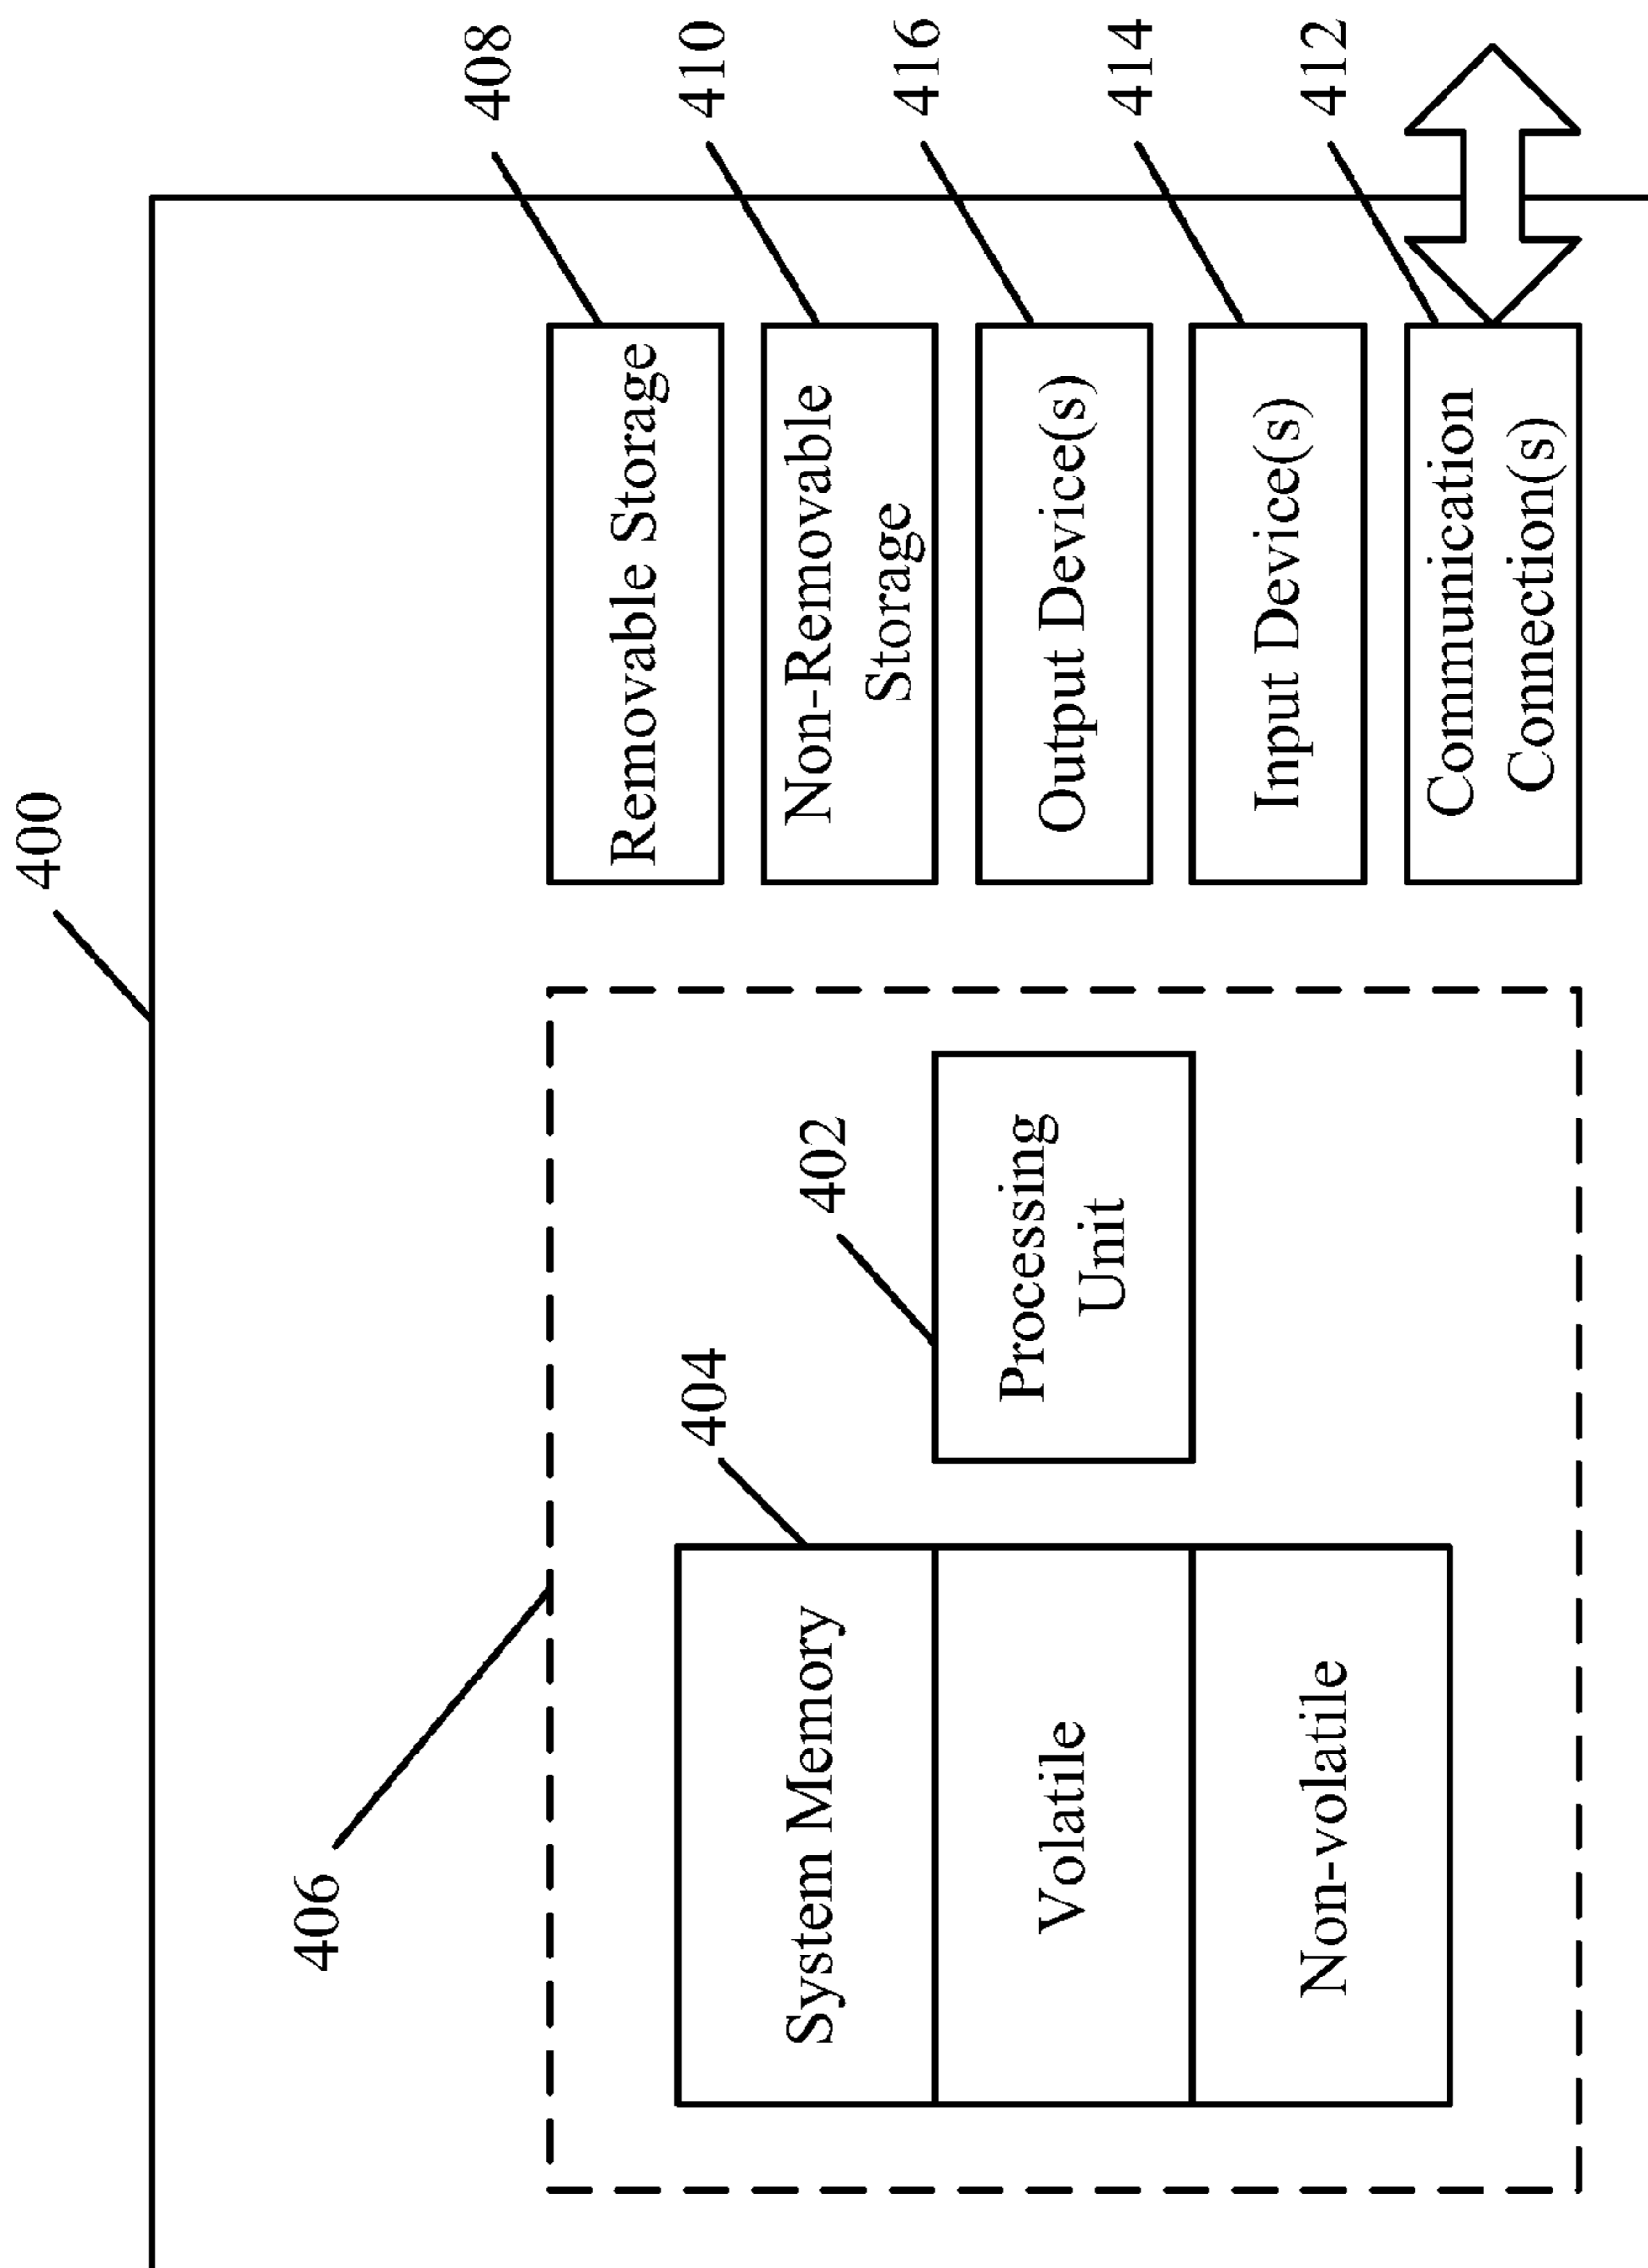 400
406
404
System Memory
Volatile
Non-volatile
402
Processing
Unit
408
Removable Storage
410
Non-Removable
Storage
416
Output Device(s)
414
Input Device(s)
412
Communication
Connection(s)